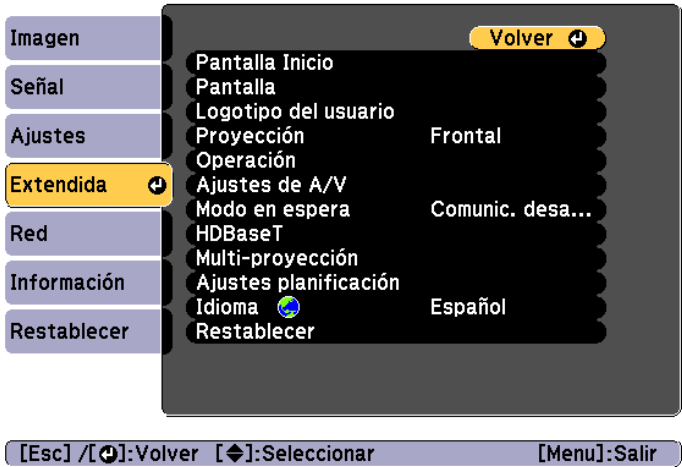 Imagen
Señal
Ajustes
Extendida
Red
Información
Restablecer
Volver
Pantalla Inicio
Pantalla
Logotipo del usuario
Proyección Frontal
Operación
Ajustes de A/V
Modo en espera Comunic. desa...
HDBaseT
Multi-proyección
Ajustes planificación
Idioma Español
Restablecer
[Esc] /[⏎]:Volver [◆]:Seleccionar [Menu]:Salir